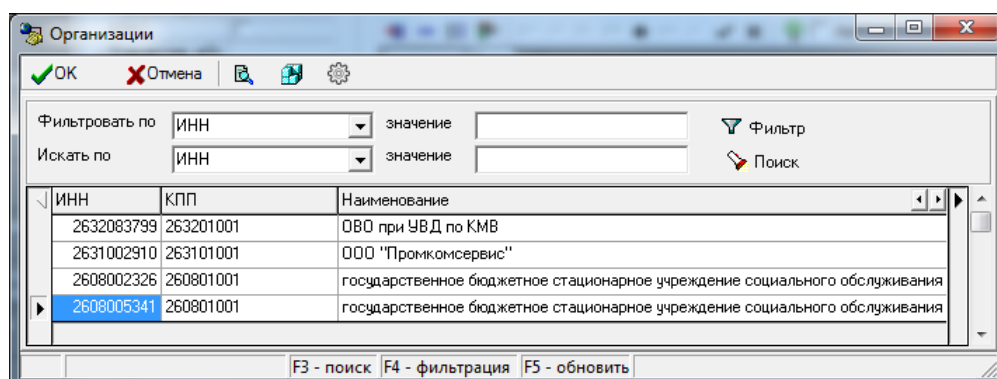 Организации
OK Отмена
Фильтровать по ИНН значение Фильтр
Искать по ИНН значение Поиск
ИНН КПП Наименование
2632083799 263201001 ОВО при УВД по КМВ
2631002910 263101001 ООО "Промкомсервис"
2608002326 260801001 государственное бюджетное стационарное учреждение социального обслуживания
2608005341 260801001 государственное бюджетное стационарное учреждение социального обслуживания
F3 - поиск F4 - фильтрация F5 - обновить